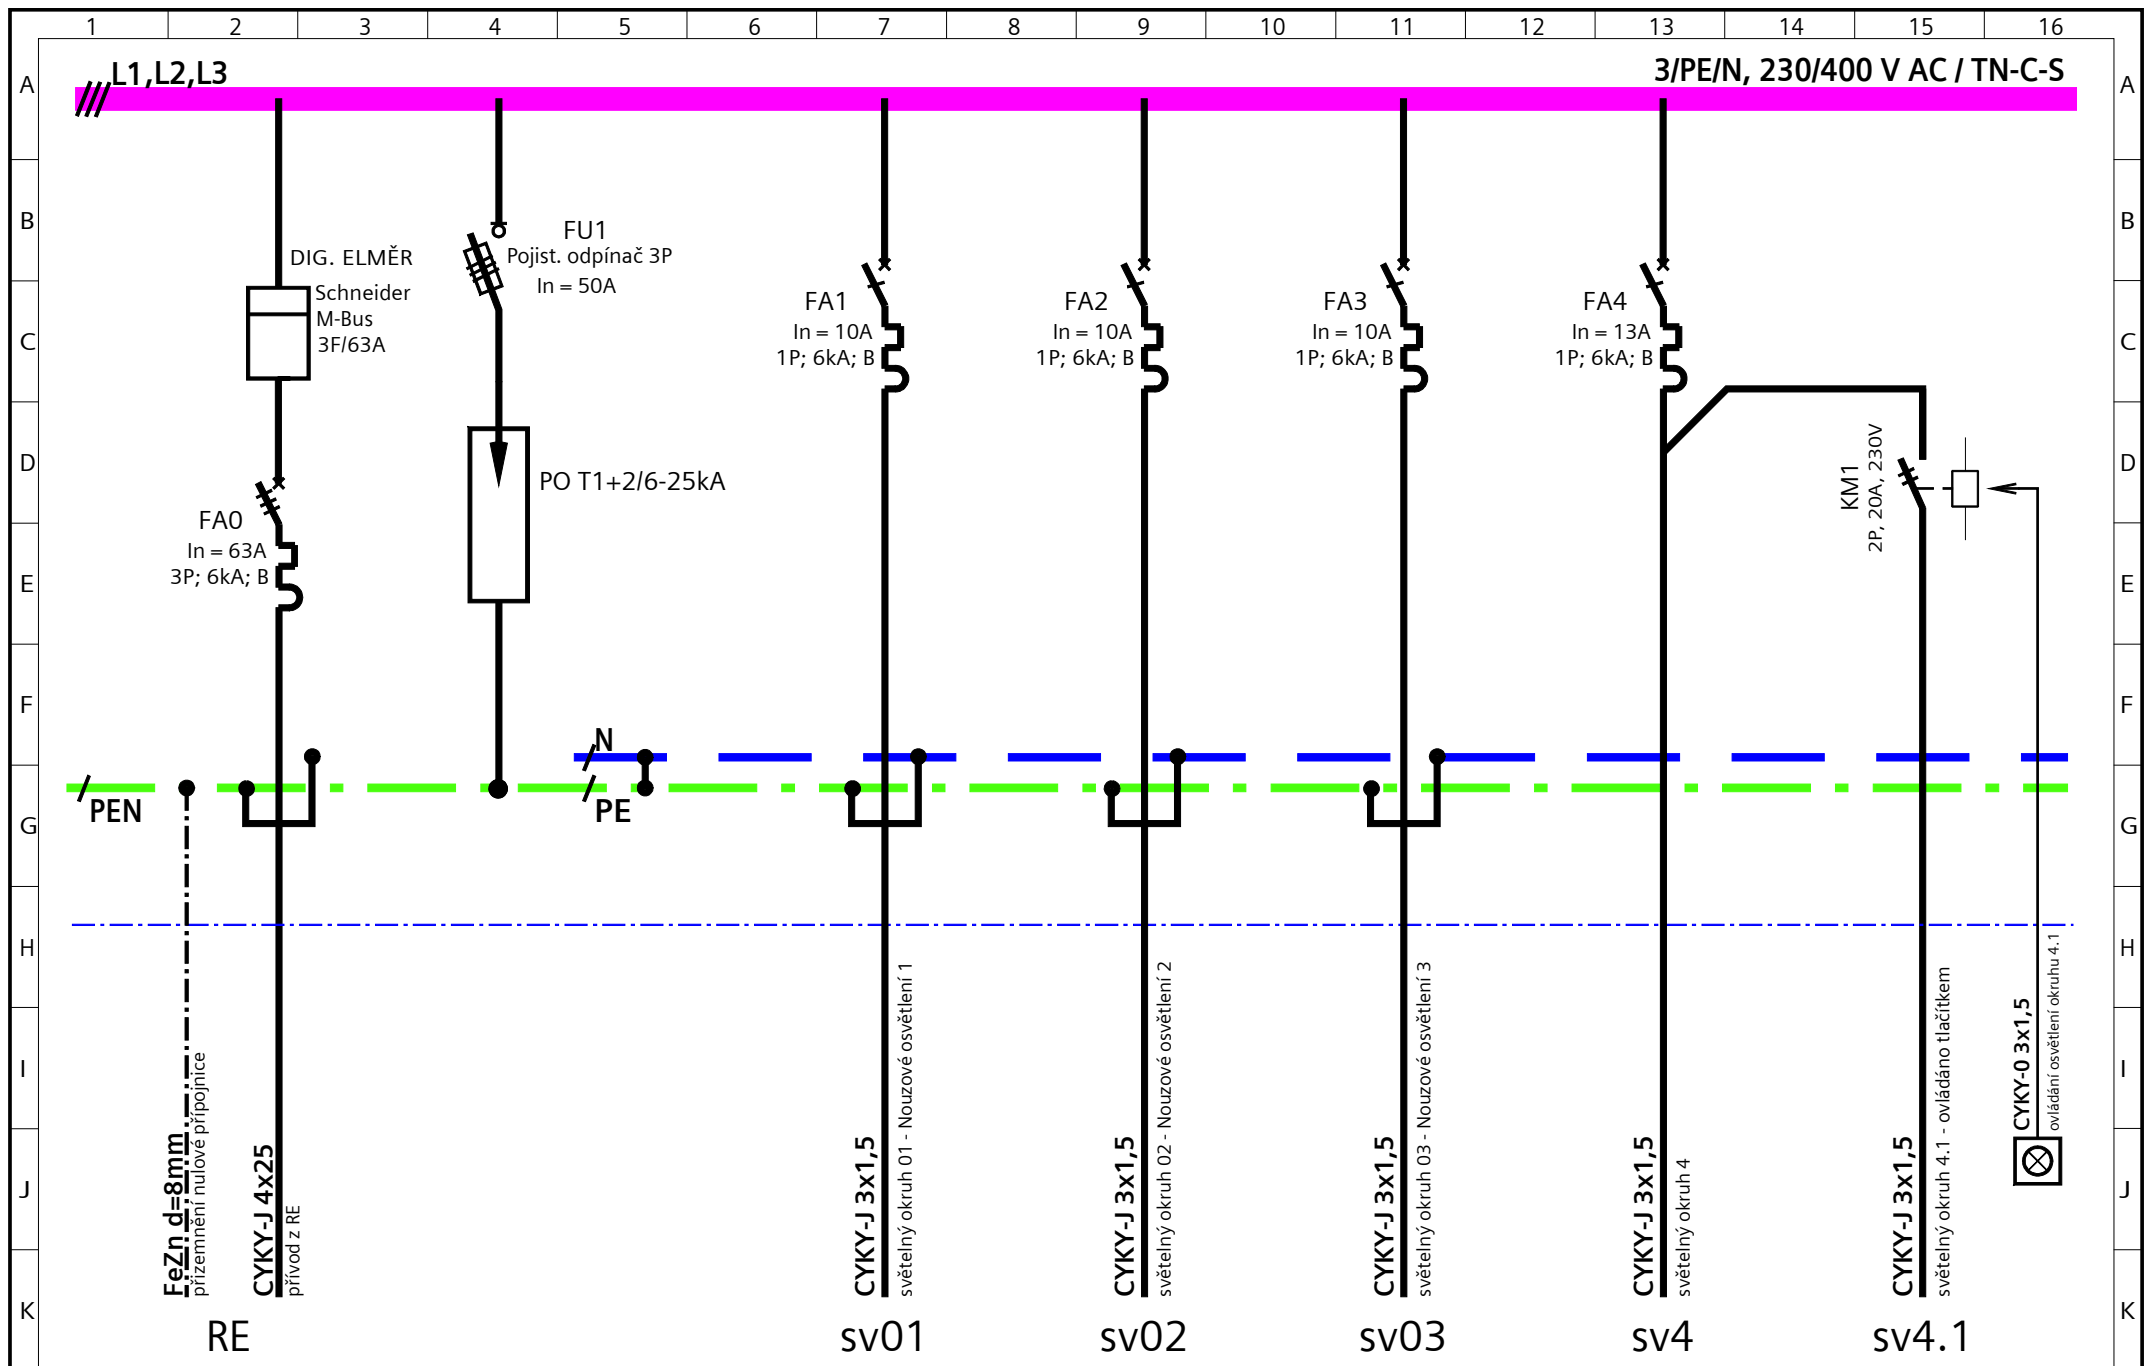 1 2 3 4 5 6 7 8 9 10 11 12 13 14 15 16
A A
L1,L2,L3
3/PE/N, 230/400 V AC / TN-C-S
B B
DIG. ELMĚR
Schneider
M-Bus
3F/63A
FU1
Pojist. odpínač 3P
In = 50A
FA1
In = 10A
1P; 6kA; B
FA2
In = 10A
1P; 6kA; B
FA3
In = 10A
1P; 6kA; B
FA4
In = 13A
1P; 6kA; B
C C
D D
FA0
In = 63A
3P; 6kA; B
PO T1+2/6-25kA
KM1
2P, 20A, 230V
E E
F F
N
PEN
PE
G G
H H
I I
J J
K K
FeZn d=8mm
přizemnění nulové přípojnice
CYKY-J 4x25
přívod z RE
CYKY-J 3x1,5
světelný okruh 01 - Nouzové osvětlení 1
CYKY-J 3x1,5
světelný okruh 02 - Nouzové osvětlení 2
CYKY-J 3x1,5
světelný okruh 03 - Nouzové osvětlení 3
CYKY-J 3x1,5
světelný okruh 4
CYKY-J 3x1,5
světelný okruh 4.1 - ovládáno tlačítkem
CYKY-0 3x1,5
ovládání osvětlení okruhu 4.1
RE
sv01
sv02
sv03
sv4
sv4.1